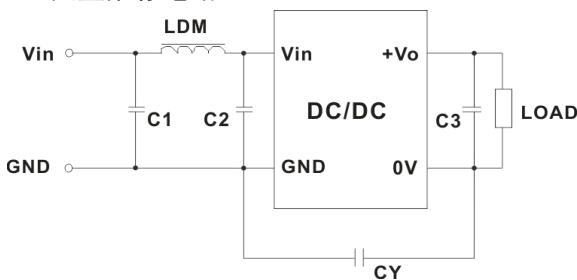 LDM
Vin
Vin
+Vo
C1
C2
DC/DC
C3
LOAD
GND
GND
0V
CY